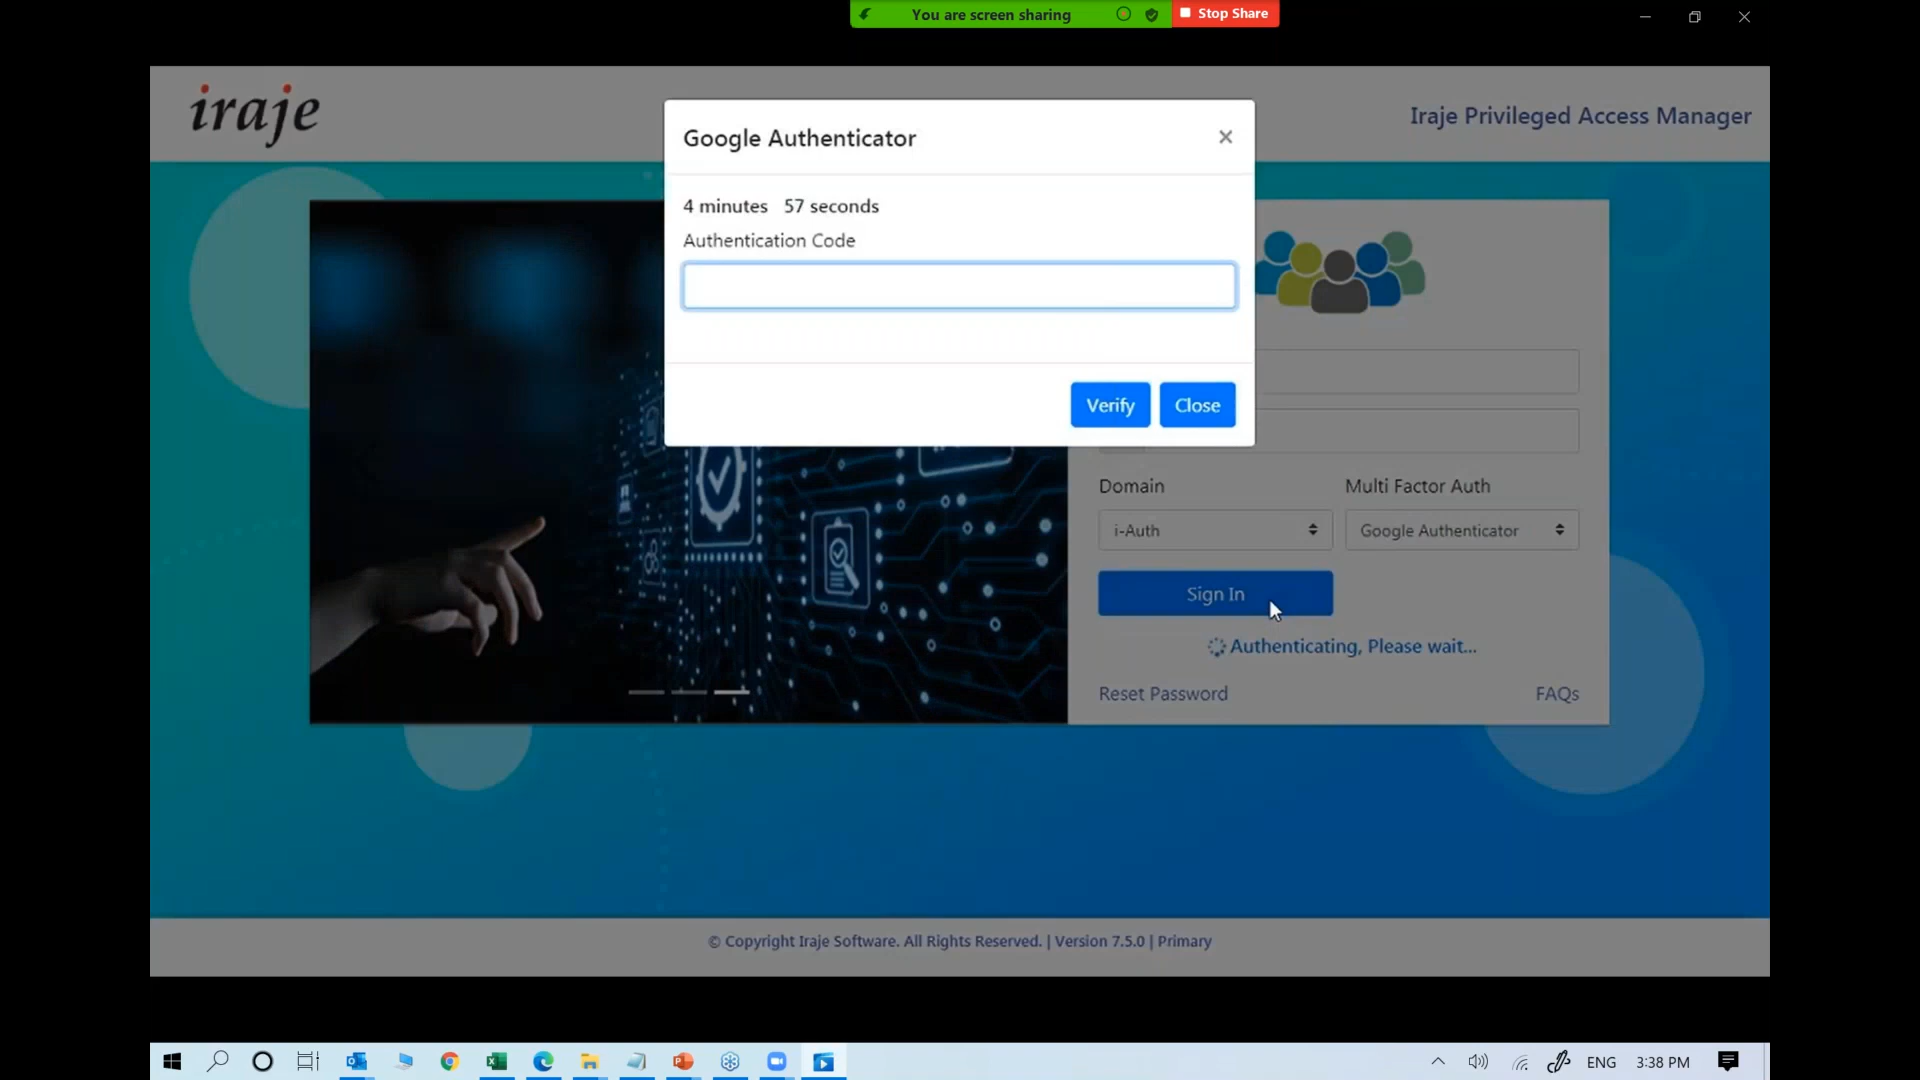 You are screen sharing
Stop Share
iraje
Iraje Privileged Access Manager
Google Authenticator
4 minutes 57 seconds
Authentication Code
Verify
Close
Domain
Multi Factor Auth
i-Auth
Google Authenticator
Sign In
Authenticating, Please wait...
Reset Password
FAQs
© Copyright Iraje Software. All Rights Reserved. | Version 7.5.0 | Primary
ENG
3:38 PM